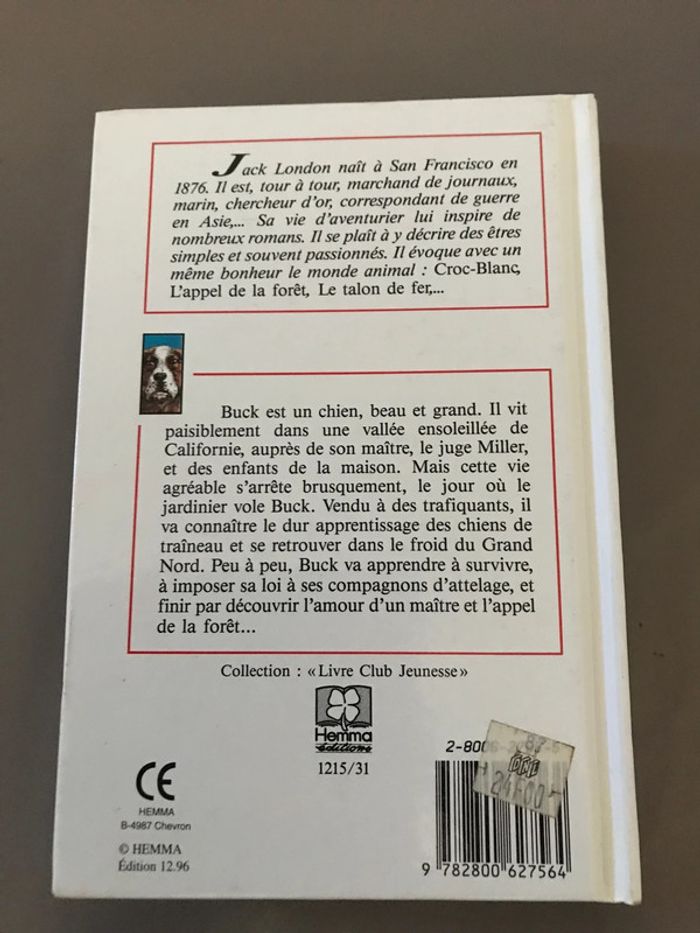 Jack London naît à San Francisco en
1876. Il est, tour à tour, marchand de journaux,
marin, chercheur d'or, correspondant de guerre
en Asie,... Sa vie d'aventurier lui inspire de
nombreux romans. Il se plaît à y décrire des êtres
simples et souvent passionnés. Il évoque avec un
même bonheur le monde animal : Croc-Blanc,
L'appel de la forêt, Le talon de fer,...
Buck est un chien, beau et grand. Il vit
paisiblement dans une vallée ensoleillée de
Californie, auprès de son maître, le juge Miller,
et des enfants de la maison. Mais cette vie
agréable s'arrête brusquement, le jour où le
jardinier vole Buck. Vendu à des trafiquants, il
va connaître le dur apprentissage des chiens de
traîneau et se retrouver dans le froid du Grand
Nord. Peu à peu, Buck va apprendre à survivre,
à imposer sa loi à ses compagnons d'attelage, et
finir par découvrir l'amour d'un maître et l'appel
de la forêt...
Collection : « Livre Club Jeunesse »
Hemma
éditions
1215/31
CE
HEMMA
B-4987 Chevron
© HEMMA
Édition 12.96
24F00
9 782800 627564